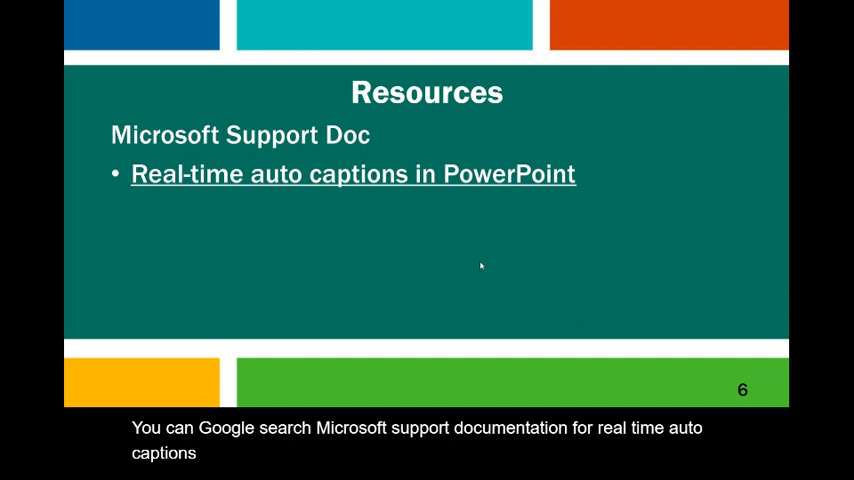 Resources
Microsoft Support Doc
• Real-time auto captions in PowerPoint
6
You can Google search Microsoft support documentation for real time auto
captions